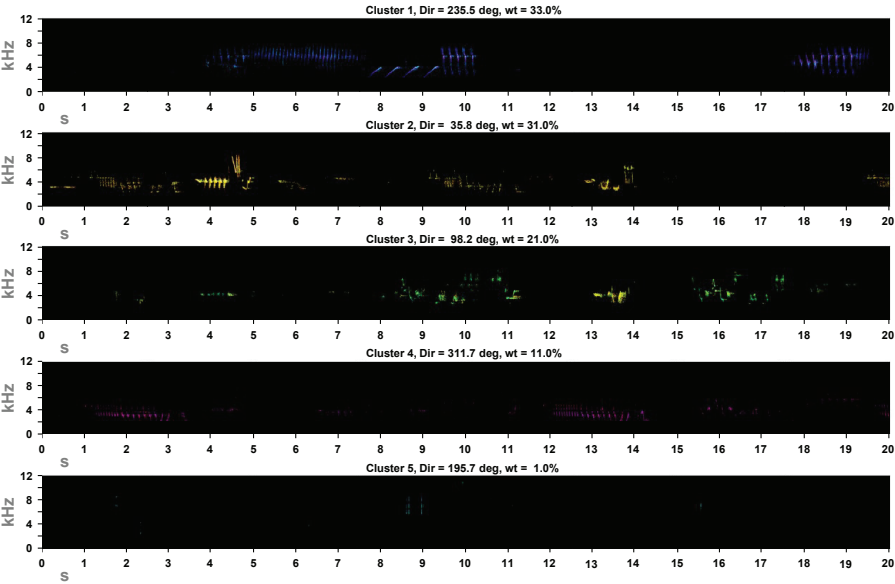 Cluster 1, Dir = 235.5 deg, wt = 33.0%
12
8
4
0
kHz
0 1 2 3 4 5 6 7 8 9 10 11 12 13 14 15 16 17 18 19 20
s
Cluster 2, Dir = 35.8 deg, wt = 31.0%
12
8
4
0
kHz
0 1 2 3 4 5 6 7 8 9 10 11 12 13 14 15 16 17 18 19 20
s
Cluster 3, Dir = 98.2 deg, wt = 21.0%
12
8
4
0
kHz
0 1 2 3 4 5 6 7 8 9 10 11 12 13 14 15 16 17 18 19 20
s
Cluster 4, Dir = 311.7 deg, wt = 11.0%
12
8
4
0
kHz
0 1 2 3 4 5 6 7 8 9 10 11 12 13 14 15 16 17 18 19 20
s
Cluster 5, Dir = 195.7 deg, wt = 1.0%
12
8
4
0
kHz
0 1 2 3 4 5 6 7 8 9 10 11 12 13 14 15 16 17 18 19 20
s